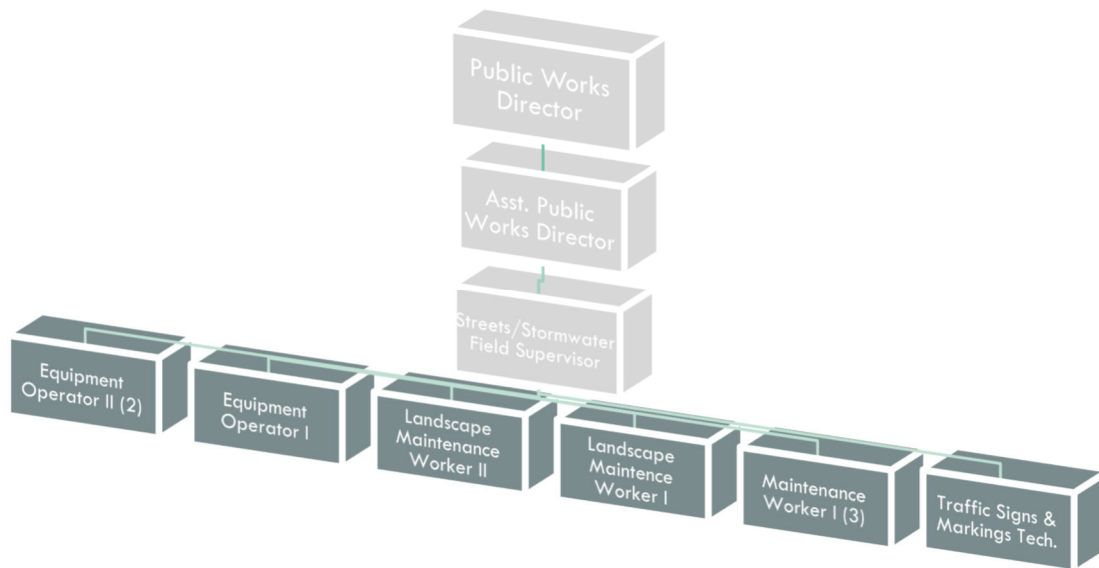 Public Works
Director
Asst. Public
Works Director
Streets/Stormwater
Field Supervisor
Equipment
Operator II (2)
Equipment
Operator I
Landscape
Maintenance
Worker II
Landscape
Maintence
Worker I
Maintenance
Worker I (3)
Traffic Signs &
Markings Tech.